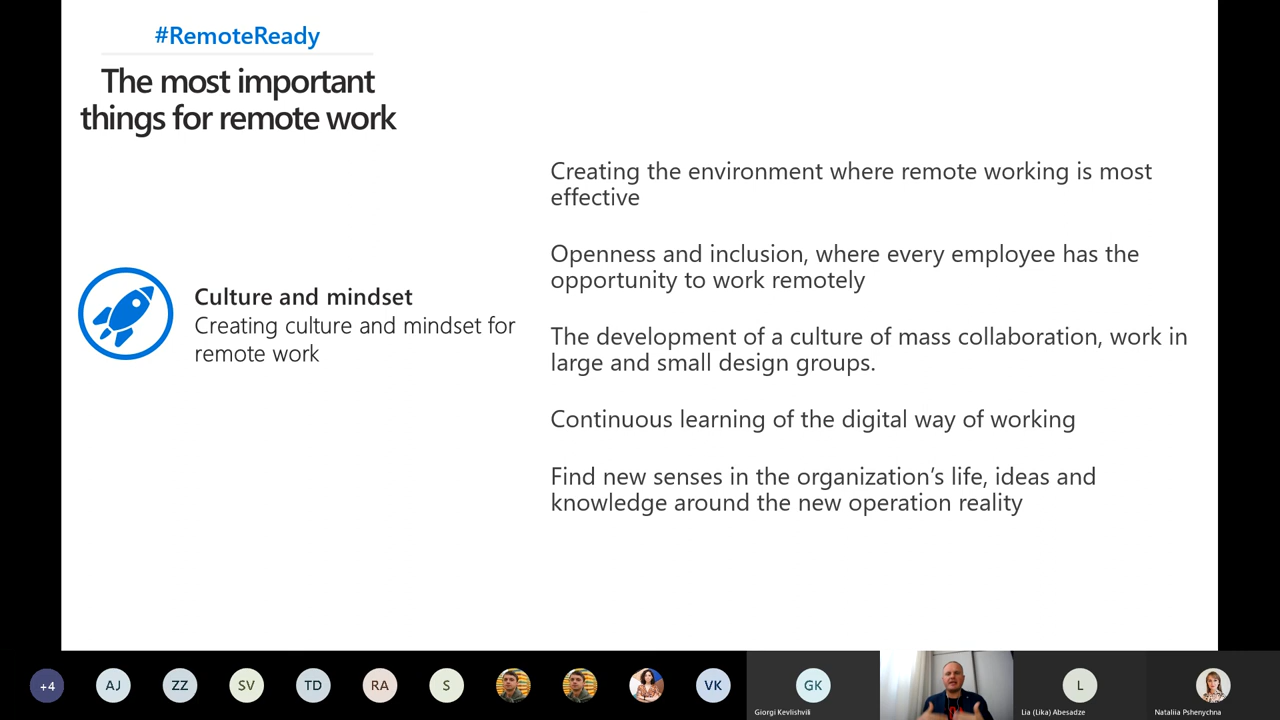 #RemoteReady
The most important
things for remote work
Culture and mindset
Creating culture and mindset for
remote work
Creating the environment where remote working is most
effective
Openness and inclusion, where every employee has the
opportunity to work remotely
The development of a culture of mass collaboration, work in
large and small design groups.
Continuous learning of the digital way of working
Find new senses in the organization’s life, ideas and
knowledge around the new operation reality
+4
AJ
ZZ
SV
TD
RA
S
VK
GK
Giorgi Kevlishvili
L
Lia (Lika) Abesadze
Nataliia Pshenychna